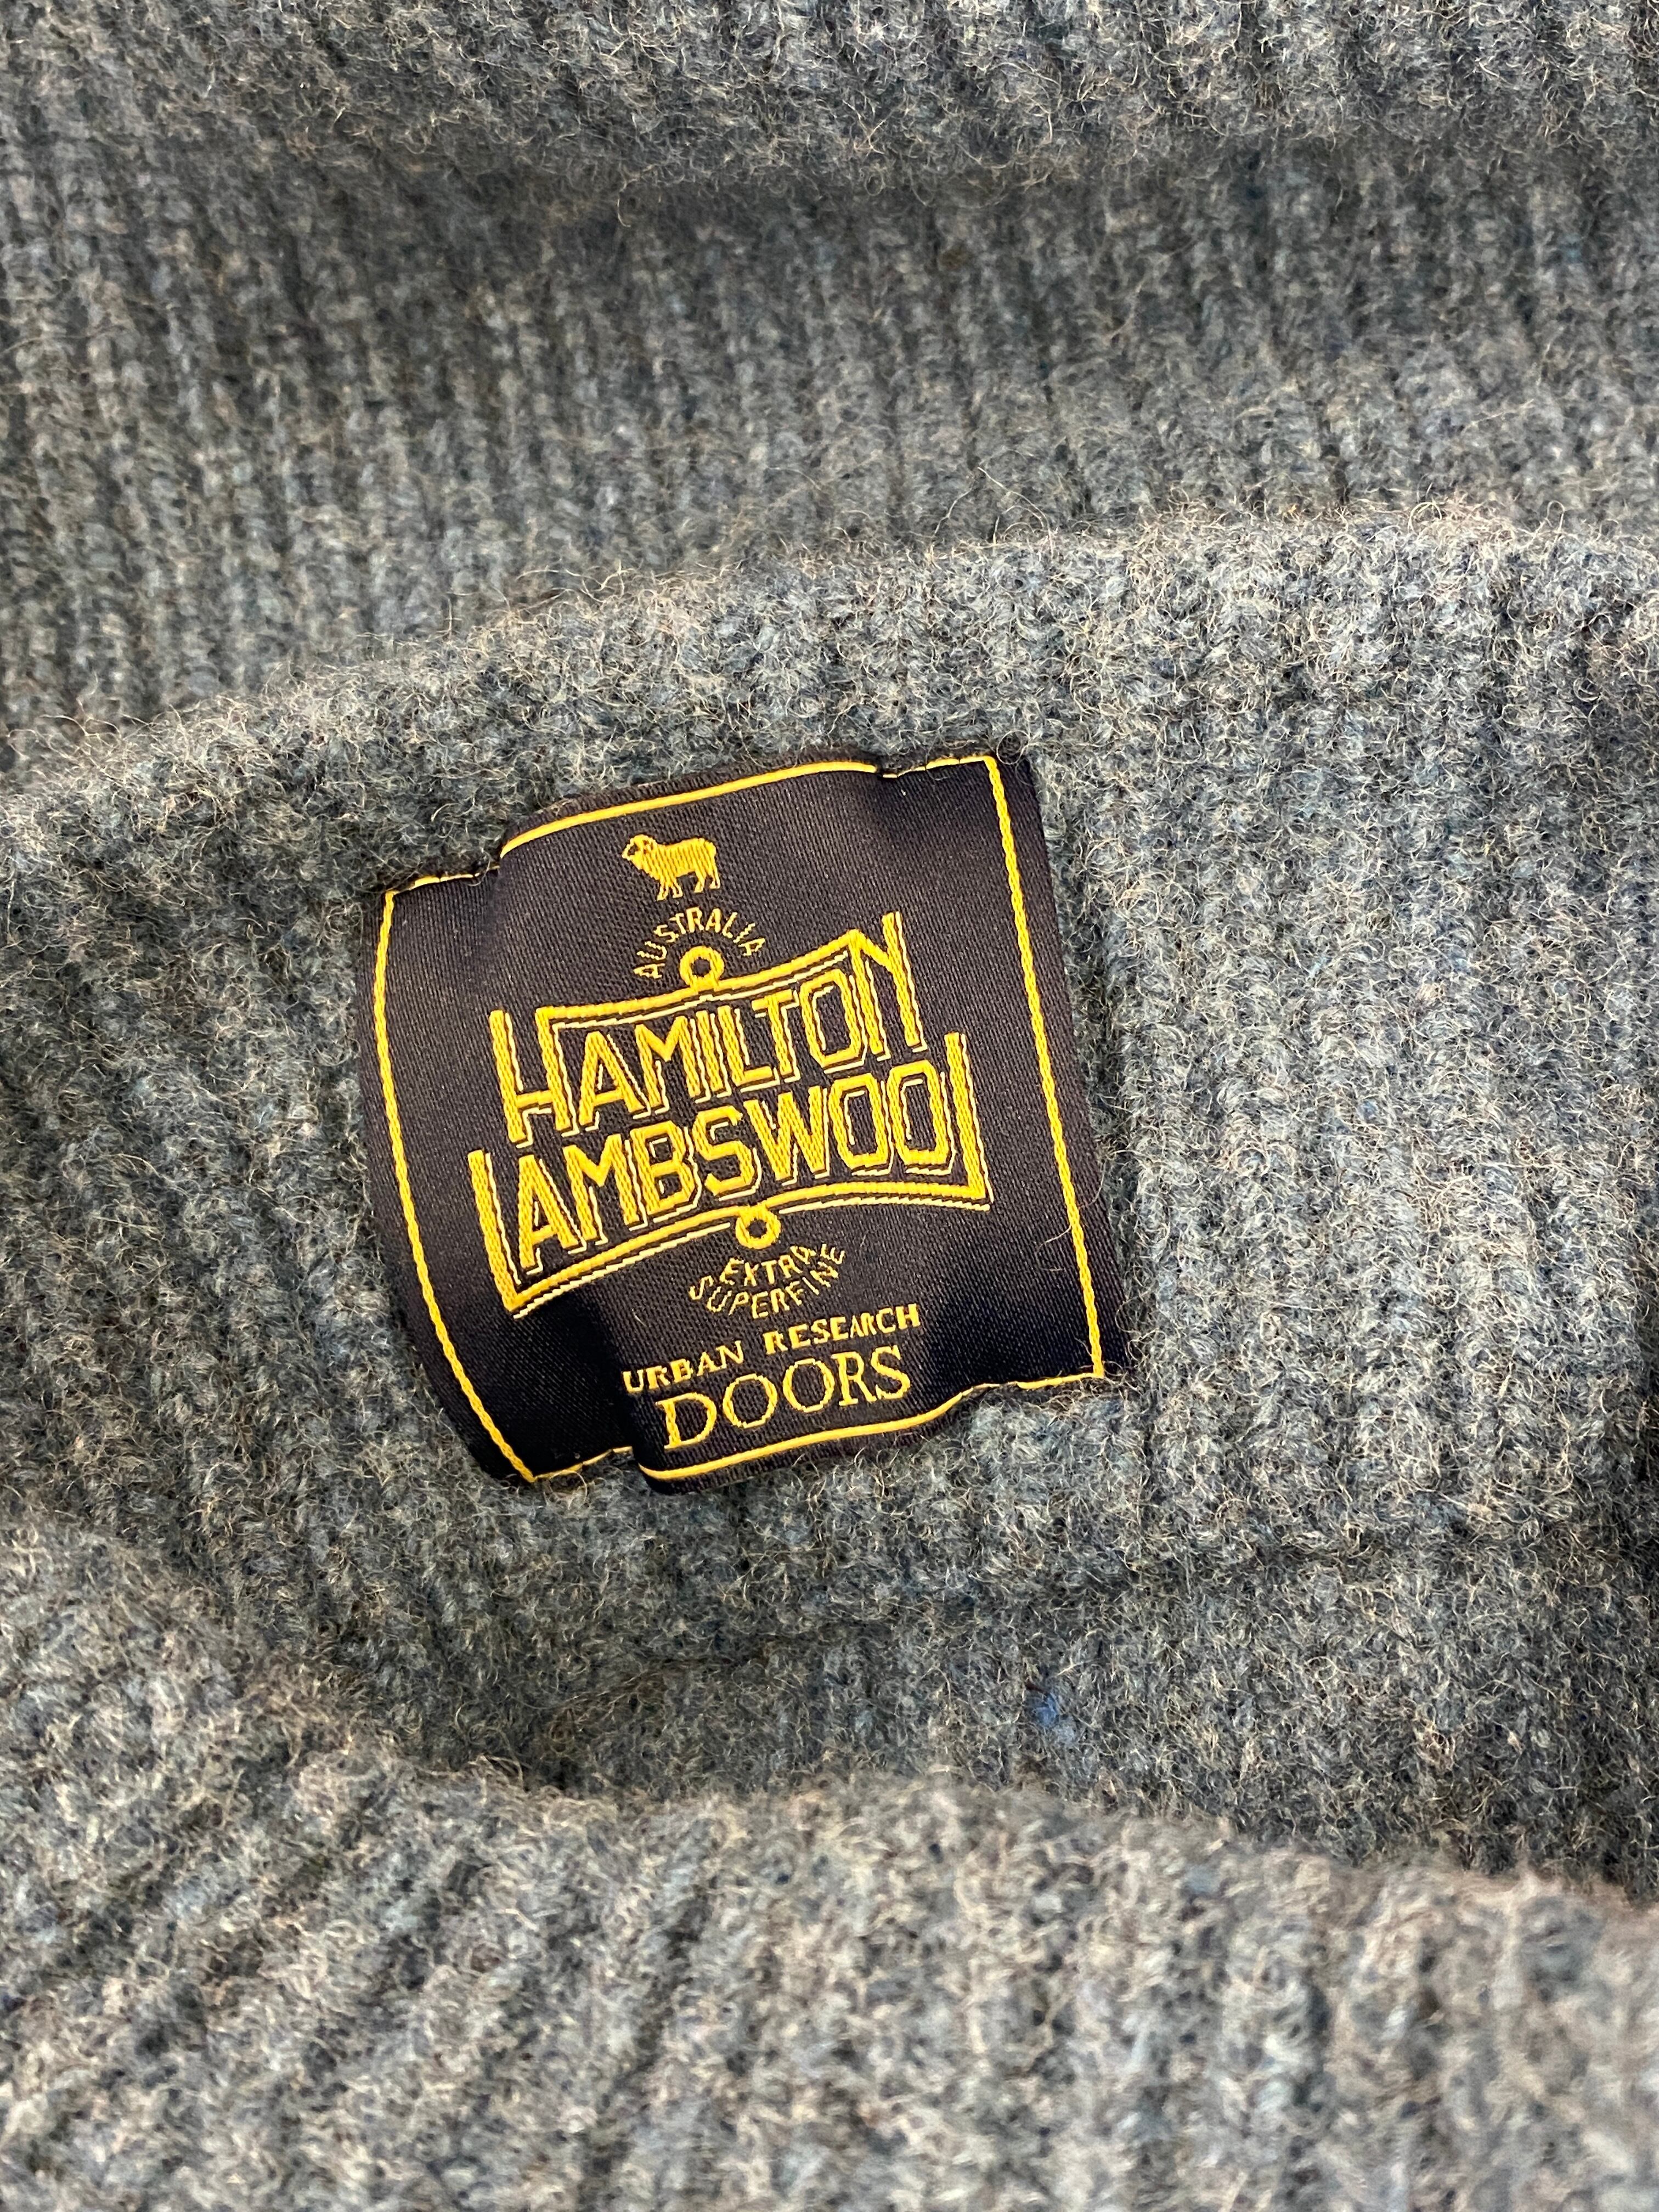 AUSTRALIA
HAMILTON
LAMBSWOOL
EXTRA
SUPERFINE
URBAN RESEARCH
DOORS